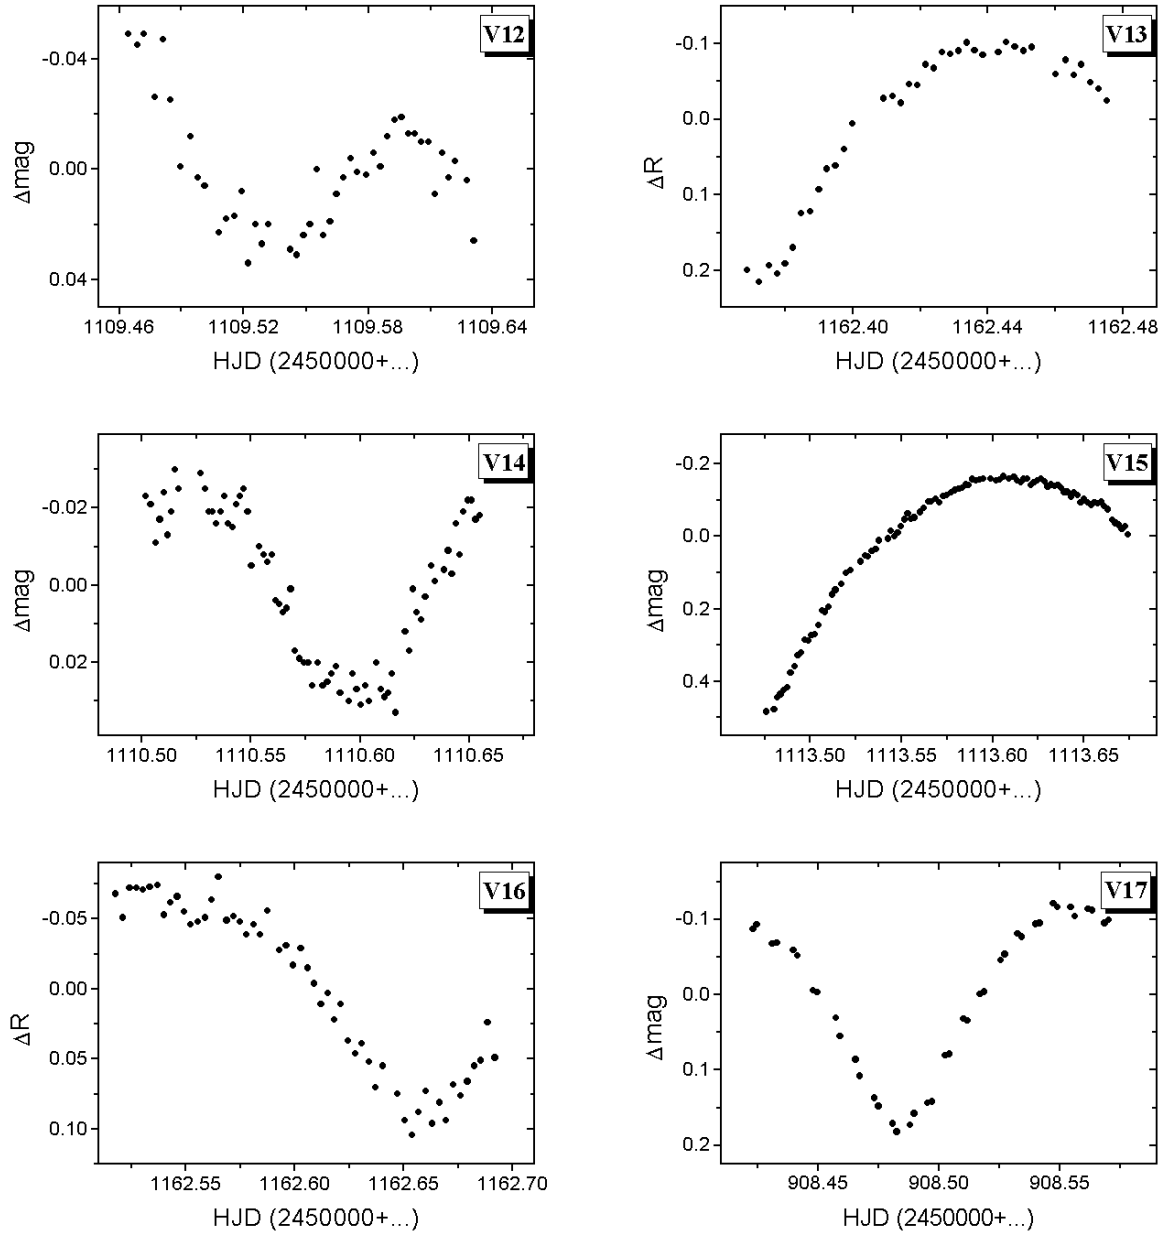 V12
-0.04
0.00
0.04
Δmag
1109.46 1109.52 1109.58 1109.64
HJD (2450000+...)
V13
-0.1
0.0
0.1
0.2
ΔR
1162.40 1162.44 1162.48
HJD (2450000+...)
V14
-0.02
0.00
0.02
Δmag
1110.50 1110.55 1110.60 1110.65
HJD (2450000+...)
V15
-0.2
0.0
0.2
0.4
Δmag
1113.50 1113.55 1113.60 1113.65
HJD (2450000+...)
V16
-0.05
0.00
0.05
0.10
ΔR
1162.55 1162.60 1162.65 1162.70
HJD (2450000+...)
V17
-0.1
0.0
0.1
0.2
Δmag
908.45 908.50 908.55
HJD (2450000+...)